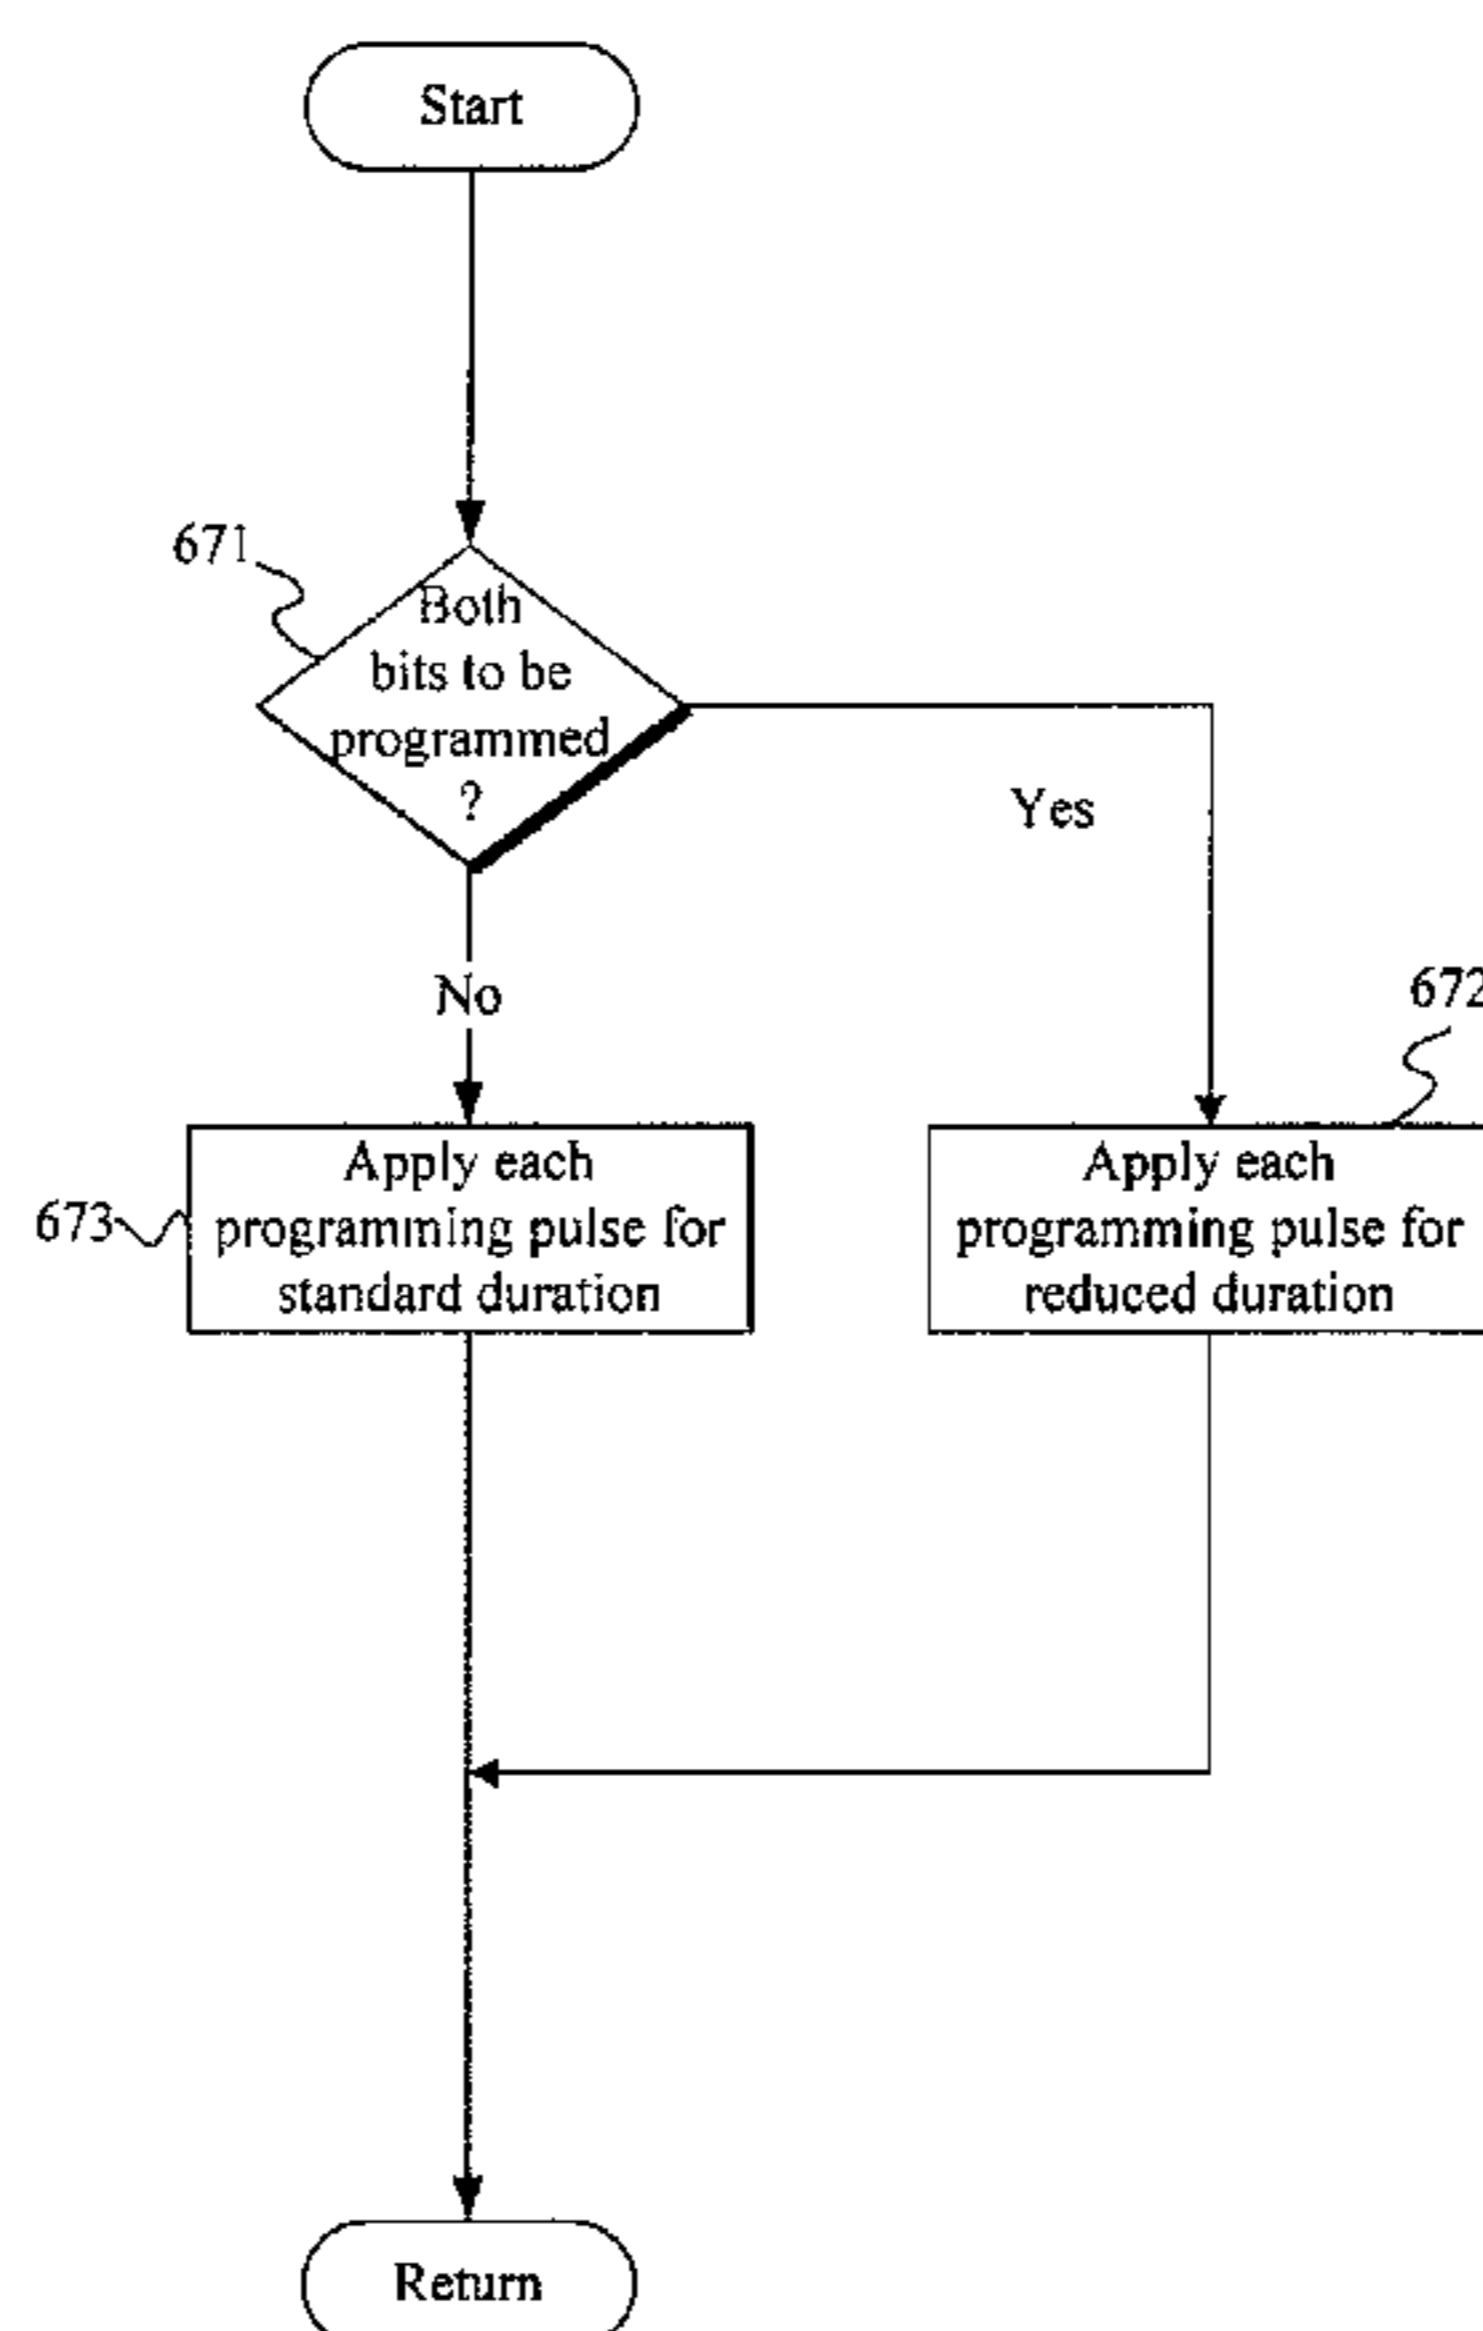 Start
671
Both
bits to be
programmed
?
Yes
No
672
Apply each
programming pulse for
standard duration
673
Apply each
programming pulse for
reduced duration
Return